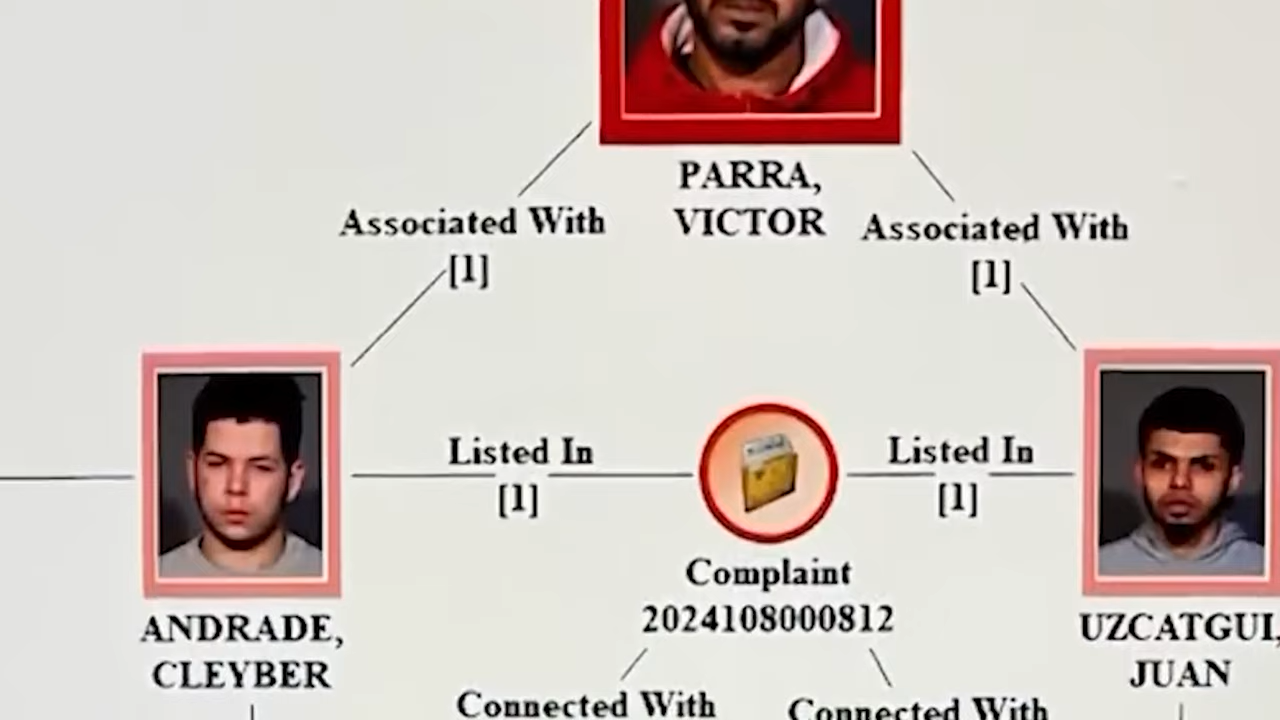 PARRA,
VICTOR
Associated With
[1]
Associated With
[1]
Listed In
[1]
Listed In
[1]
Complaint
2024108000812
ANDRADE,
CLEYBER
UZCATGUI,
JUAN
Connected With
Connected With